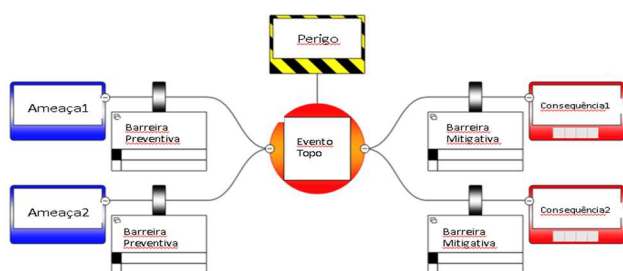 Perigo
Ameaça1
Barreira
Preventiva
Evento
Topo
Barreira
Mitigativa
Consequência1
Ameaça2
Barreira
Preventiva
Barreira
Mitigativa
Consequência2